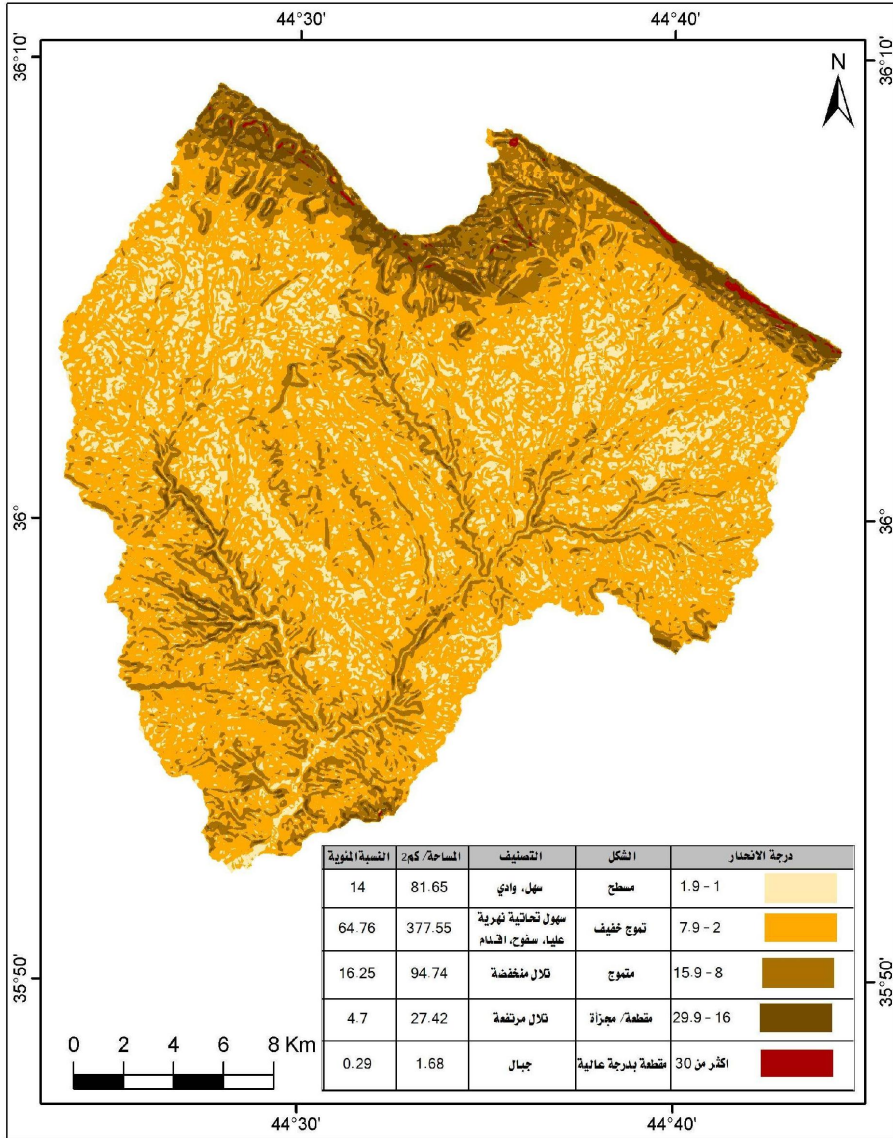 44°30' 44°40'
36°10' 36°10'
N
36° 36°
درجة الانحدار الشكل التصنيف المساحة/ كم2 النسبة المئوية
1 - 1.9 مسطح سهل، وادي 81.65 14
2 - 7.9 تموج خفيف سهول تحاتية نهرية 377.55 64.76
عليا، سفوح، اقدام
8 - 15.9 متموج تلال منخفضة 94.74 16.25
16 - 29.9 مقطعة/ مجزأة تلال مرتفعة 27.42 4.7
اكثر من 30 مقطعة بدرجة عالية جبال 1.68 0.29
35°50' 35°50'
0 2 4 6 8 Km
44°30' 44°40'